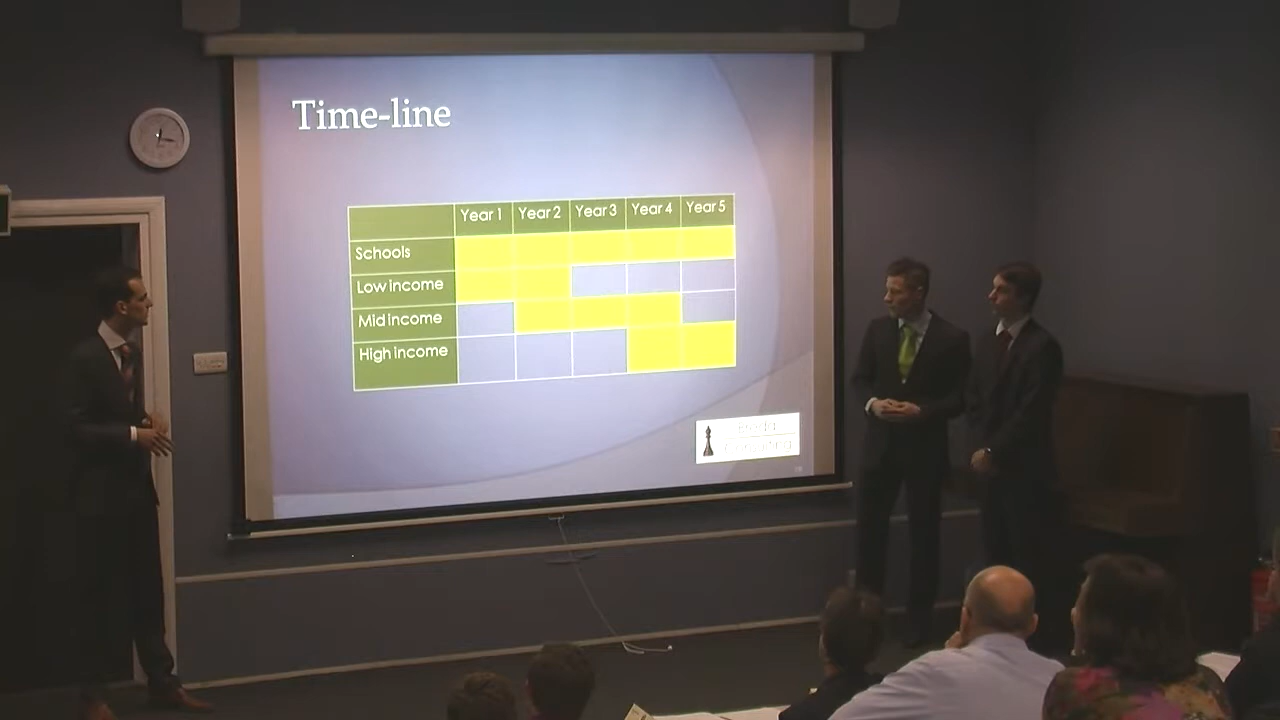 Time-line
Year 1 Year 2 Year 3 Year 4 Year 5
Schools
Low income
Mid income
High income
Consulting